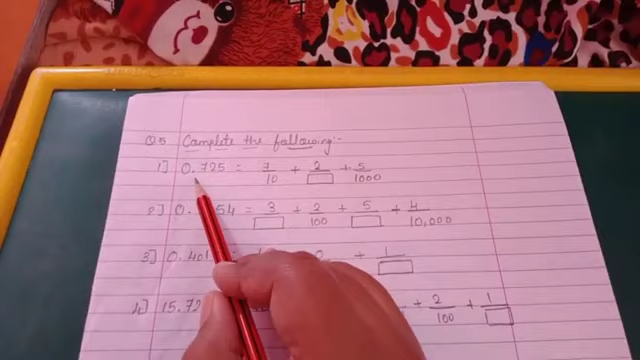 Q5 Complete the following:-
1] 0.725 = 7/10 + 2/□ + 5/1000
2] 0. 54 = 3/□ + 2/100 + 5/□ + 4/10,000
3] 0.401 + 1/□
4] 15.72 + 2/100 + 1/□